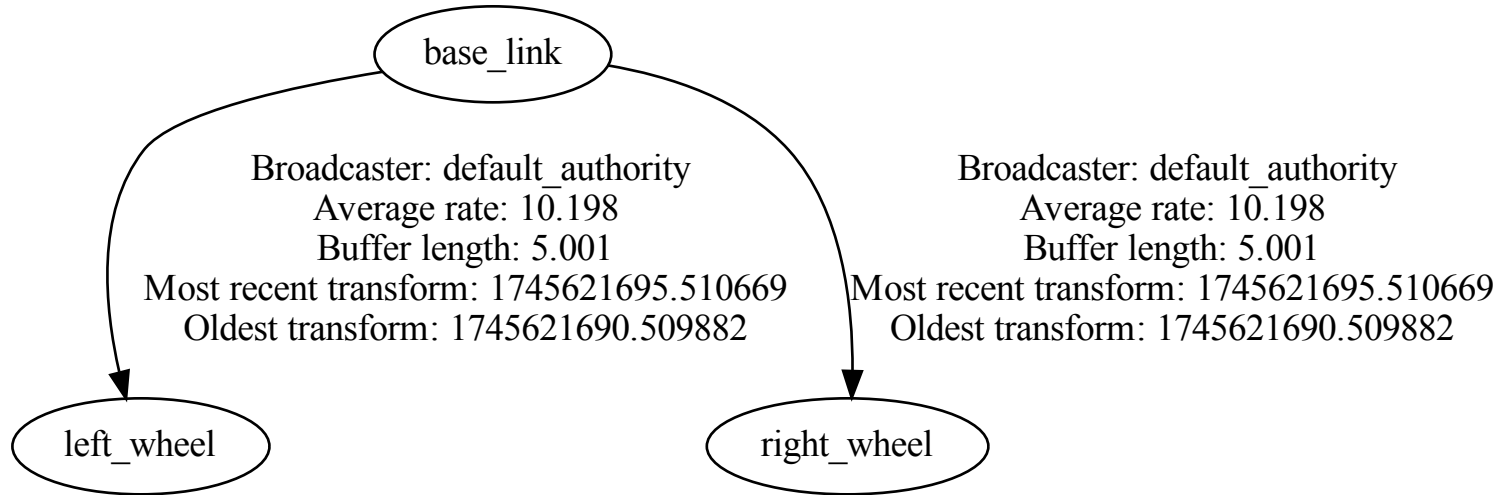 base_link
Broadcaster: default_authority
Average rate: 10.198
Buffer length: 5.001
Most recent transform: 1745621695.510669
Oldest transform: 1745621690.509882
Broadcaster: default_authority
Average rate: 10.198
Buffer length: 5.001
Most recent transform: 1745621695.510669
Oldest transform: 1745621690.509882
left_wheel
right_wheel